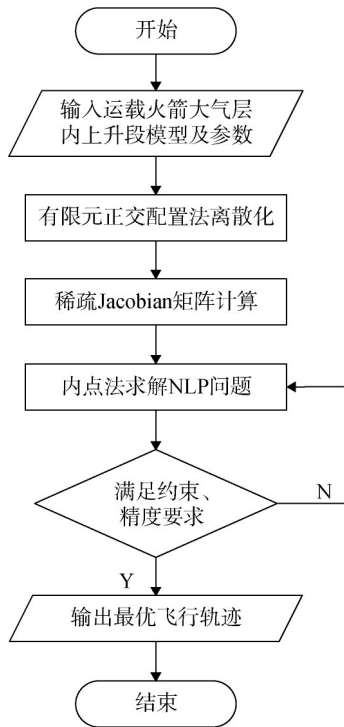 开始
输入运载火箭大气层
内上升段模型及参数
有限元正交配置法离散化
稀疏Jacobian矩阵计算
内点法求解NLP问题
满足约束、
精度要求
N
Y
输出最优飞行轨迹
结束